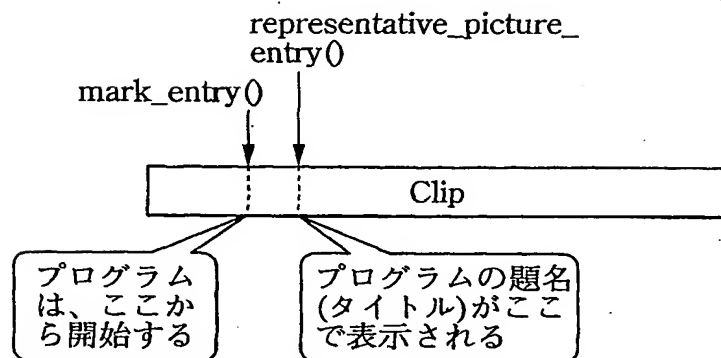 representative_picture_
entry()
mark_entry()
Clip
プログラム
は、ここか
ら開始する
プログラムの題名
(タイトル)がここ
で表示される